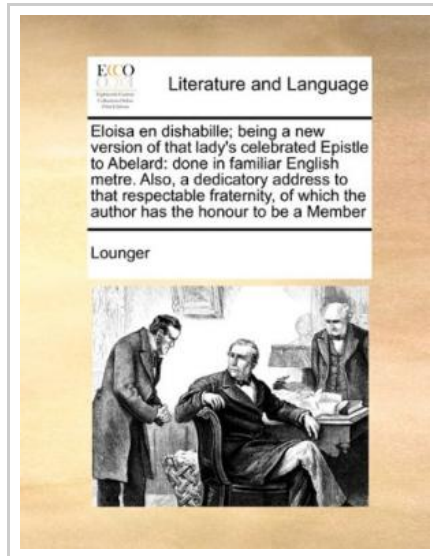 ECCO
Literature and Language
Eloisa en dishabille; being a new
version of that lady's celebrated Epistle
to Abelard: done in familiar English
metre. Also, a dedicatory address to
that respectable fraternity, of which the
author has the honour to be a Member
Lounger